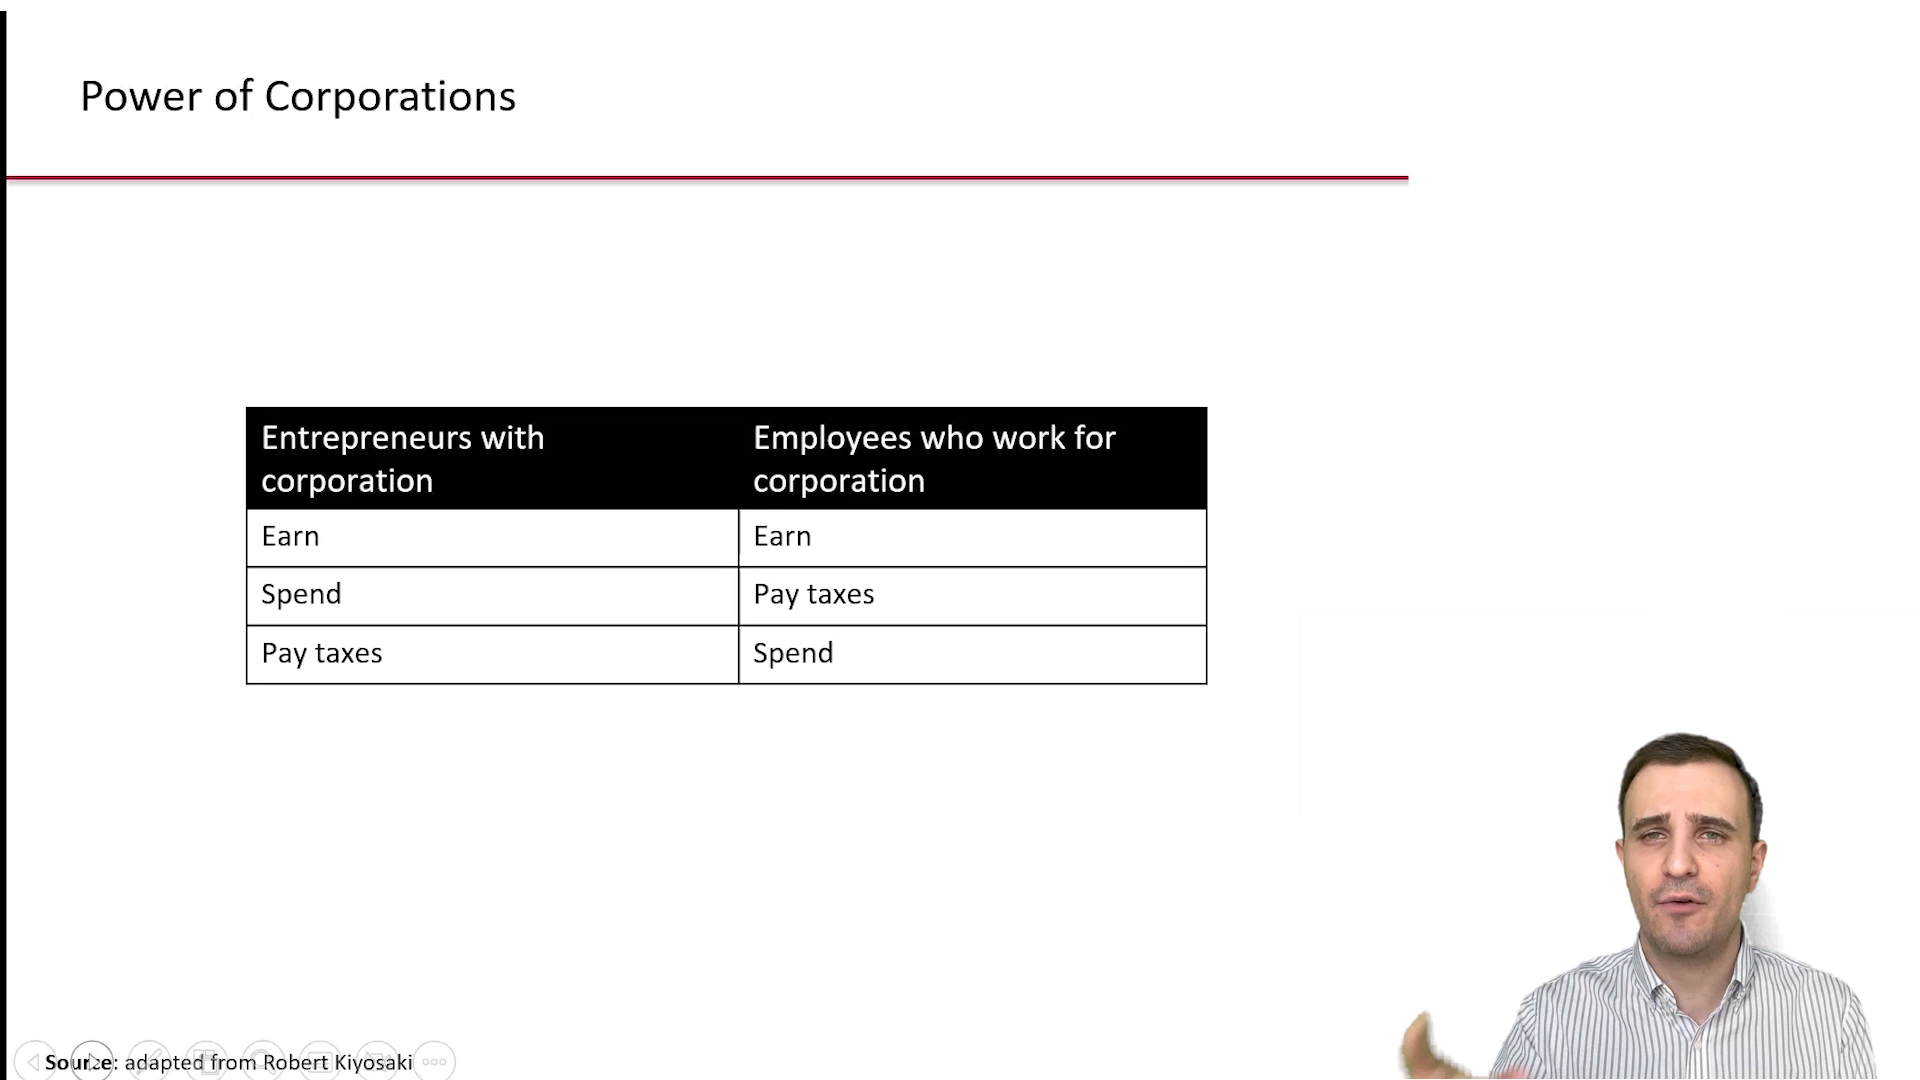 Power of Corporations
Entrepreneurs with
corporation
Employees who work for
corporation
Earn
Earn
Spend
Pay taxes
Pay taxes
Spend
Source: adapted from Robert Kiyosaki